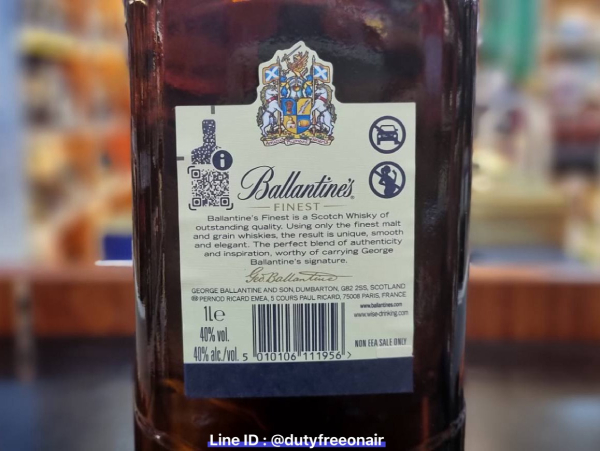 Ballantine's
FINEST
Ballantine's Finest is a Scotch Whisky of
outstanding quality. Using only the finest malt
and grain whiskies, the result is unique, smooth
and elegant. The perfect blend of authenticity
and inspiration, worthy of carrying George
Ballantine's signature.
Geo Ballantine
GEORGE BALLANTINE AND SON, DUMBARTON, G82 2SS, SCOTLAND
PERNOD RICARD EMEA, 5 COURS PAUL RICARD, 75008 PARIS, FRANCE
www.ballantines.com
www.wise-drinking.com
1L e
40% vol.
40% alc./vol.
5 010106 111956 >
NON EEA SALE ONLY
Line ID : @dutyfreeonair